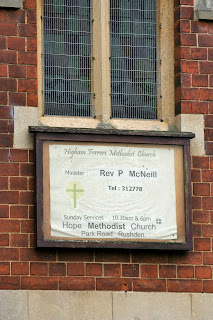 Higham Ferrers Methodist Church
Minister Rev P McNeill
Tel : 312778
Sunday Services 10.30am & 6pm
Hope Methodist Church
Park Road Rushden